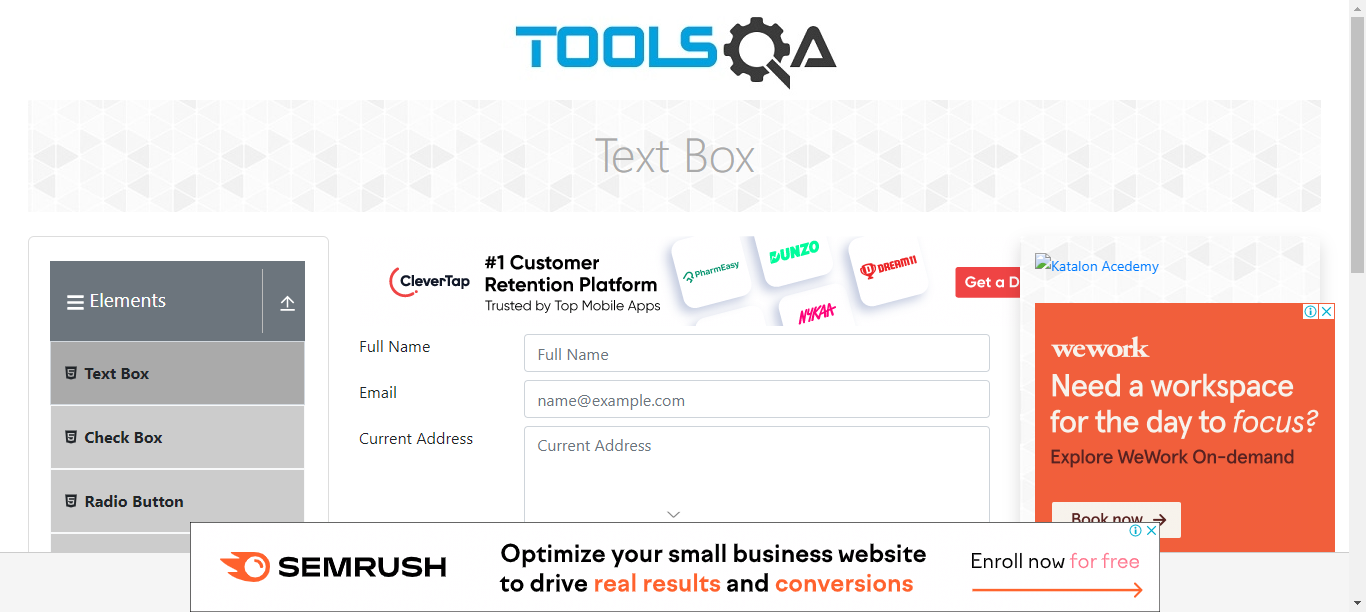 TOOLSQA
Text Box
Elements
Text Box
Check Box
Radio Button
CleverTap
#1 Customer
Retention Platform
Trusted by Top Mobile Apps
PharmEasy
DUNZO
NYKAA
DREAM11
Get a D
Full Name
Full Name
Email
name@example.com
Current Address
Current Address
Katalon Acedemy
wework
Need a workspace
for the day to focus?
Explore WeWork On-demand
Book now
SEMRUSH
Optimize your small business website
to drive real results and conversions
Enroll now for free